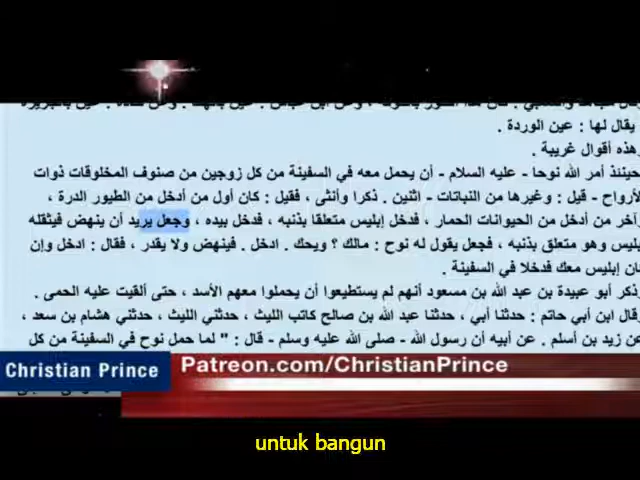 يقال لها : عين الوردة .
وهذه أقوال غريبة .
حينئذ أمر الله نوحا - عليه السلام - أن يحمل معه في السفينة من كل زوجين من صنوف المخلوقات ذوات
الأرواح - قيل : وغيرها من النباتات - اثنين . ذكرا وأنثى ، فقيل : كان أول من أدخل من الطيور الدرة ،
وآخر من أدخل من الحيوانات الحمار ، فدخل إبليس متعلقا بذنبه ، فدخل بيده ، وجعل يريد أن ينهض فيثقله
إبليس وهو متعلق بذنبه ، فجعل يقول له نوح : مالك ؟ ويحك . ادخل . فينهض ولا يقدر ، فقال : ادخل وإن
كان إبليس معك فدخلا في السفينة .
وذكر أبو عبيدة بن عبد الله بن مسعود أنهم لم يستطيعوا أن يحملوا معهم الأسد ، حتى ألقيت عليه الحمى .
وقال ابن أبي حاتم : حدثنا أبي ، حدثنا عبد الله بن صالح كاتب الليث ، حدثني الليث ، حدثني هشام بن سعد ،
عن زيد بن أسلم . عن أبيه أن رسول الله - صلى الله عليه وسلم - قال : " لما حمل نوح في السفينة من كل
Christian Prince
Patreon.com/ChristianPrince
untuk bangun